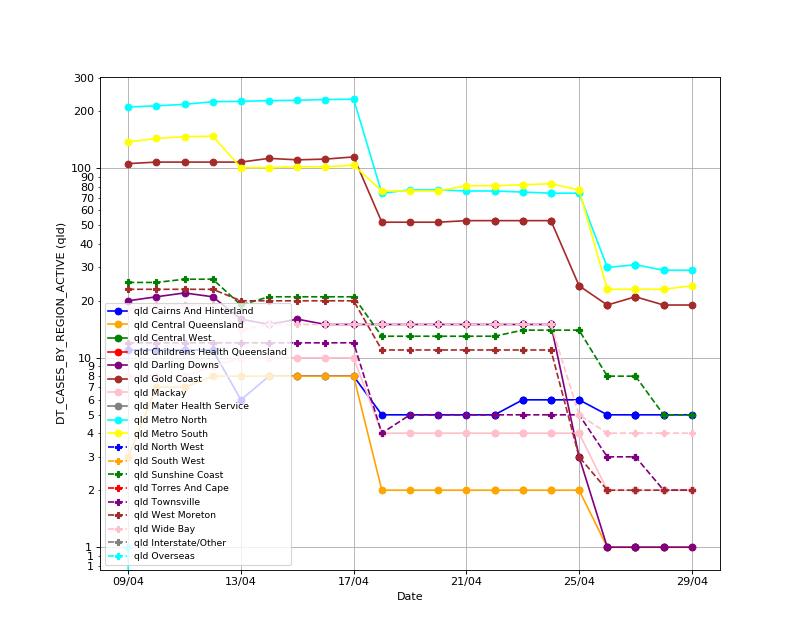 300
200
100
90
80
70
60
50
40
30
20
10
9
8
7
6
5
4
3
2
1
1
1
DT_CASES_BY_REGION_ACTIVE (qld)
qld Cairns And Hinterland
qld Central Queensland
qld Central West
qld Childrens Health Queensland
qld Darling Downs
qld Gold Coast
qld Mackay
qld Mater Health Service
qld Metro North
qld Metro South
qld North West
qld South West
qld Sunshine Coast
qld Torres And Cape
qld Townsville
qld West Moreton
qld Wide Bay
qld Interstate/Other
qld Overseas
09/04 13/04 17/04 21/04 25/04 29/04
Date